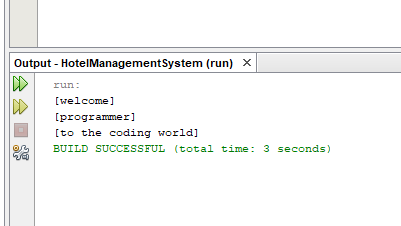 Output - HotelManagementSystem (run) ×
run:
[welcome]
[programmer]
[to the coding world]
BUILD SUCCESSFUL (total time: 3 seconds)